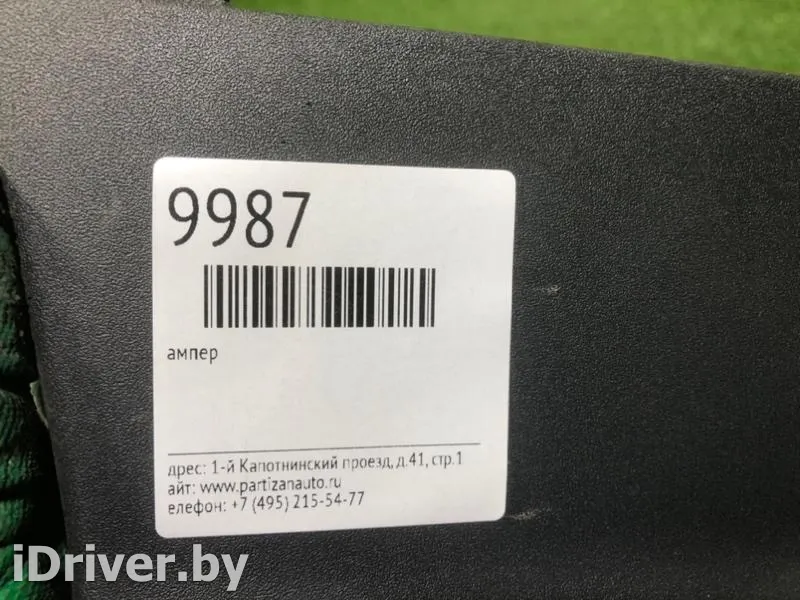 9987
ампер
дрес: 1-й Капотнинский проезд, д.41, стр.1
айт: www.partizanauto.ru
елефон: +7 (495) 215-54-77
iDriver.by